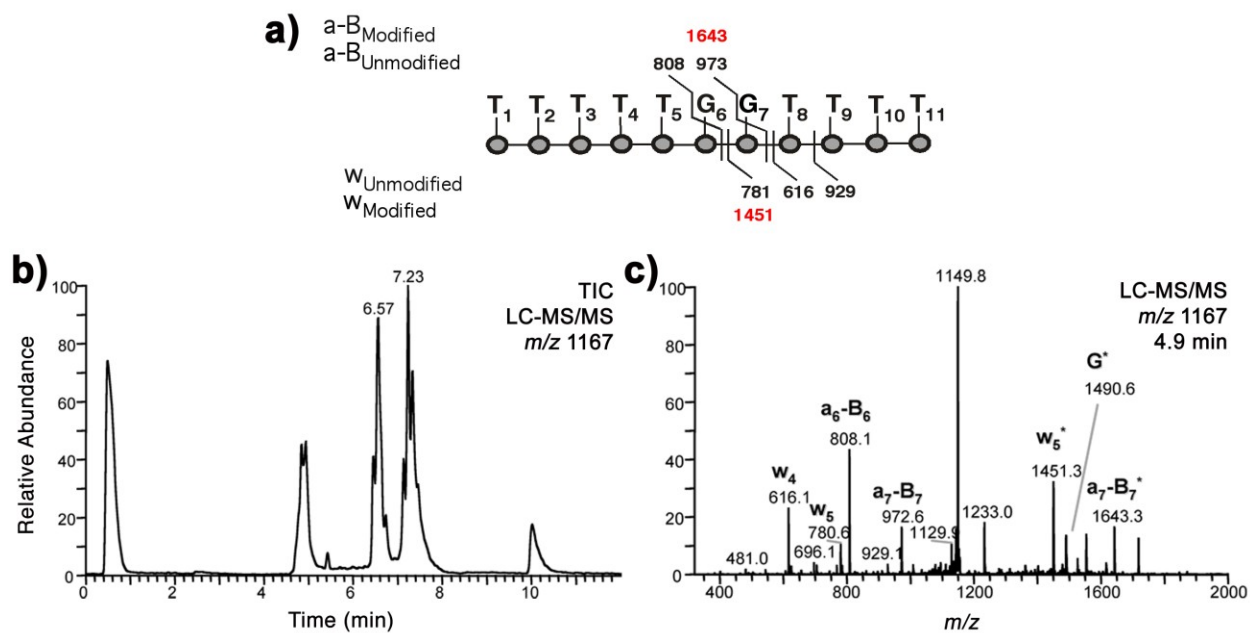 a)
a-BModified
a-BUnmodified
1643
808 973
T1 T2 T3 T4 T5 G6 G7 T8 T9 T10 T11
wUnmodified
wModified
781 616 929
1451
b)
TIC
LC-MS/MS
m/z 1167
7.23
6.57
100
80
60
40
20
0
Relative Abundance
0 2 4 6 8 10
Time (min)
c)
LC-MS/MS
m/z 1167
4.9 min
1149.8
G*
1490.6
a6-B6
808.1
w5*
1451.3
w4
616.1
w5
780.6
a7-B7
972.6
1129.9
1233.0
a7-B7*
1643.3
481.0
696.1
929.1
100
80
60
40
20
0
400 800 1200 1600 2000
m/z